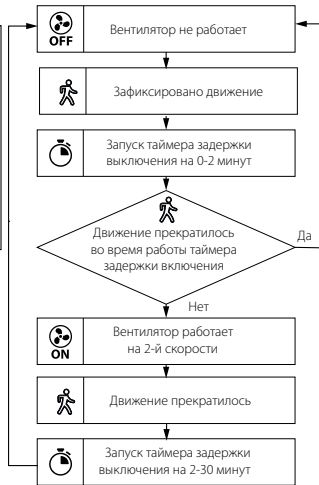 OFF
Вентилятор не работает
Зафиксировано движение
Запуск таймера задержки
выключения на 0-2 минут
Движение прекратилось
во время работы таймера
задержки включения
Да
Нет
ON
Вентилятор работает
на 2-й скорости
Движение прекратилось
Запуск таймера задержки
выключения на 2-30 минут